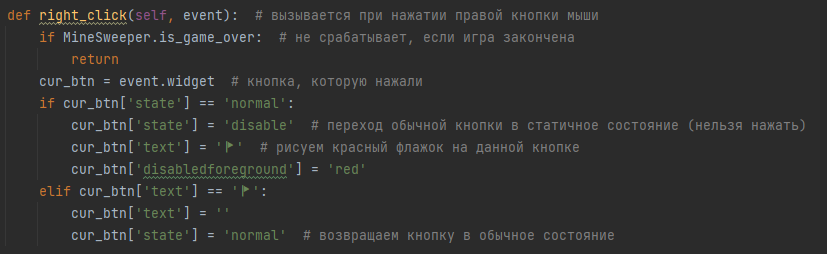 def right_click(self, event):  # вызывается при нажатии правой кнопки мыши
    if MineSweeper.is_game_over:  # не срабатывает, если игра закончена
        return
    cur_btn = event.widget  # кнопка, которую нажали
    if cur_btn['state'] == 'normal':
        cur_btn['state'] = 'disable'  # переход обычной кнопки в статичное состояние (нельзя нажать)
        cur_btn['text'] = '🏴'  # рисуем красный флажок на данной кнопке
        cur_btn['disabledforeground'] = 'red'
    elif cur_btn['text'] == '🏴':
        cur_btn['text'] = ''
        cur_btn['state'] = 'normal'  # возвращаем кнопку в обычное состояние